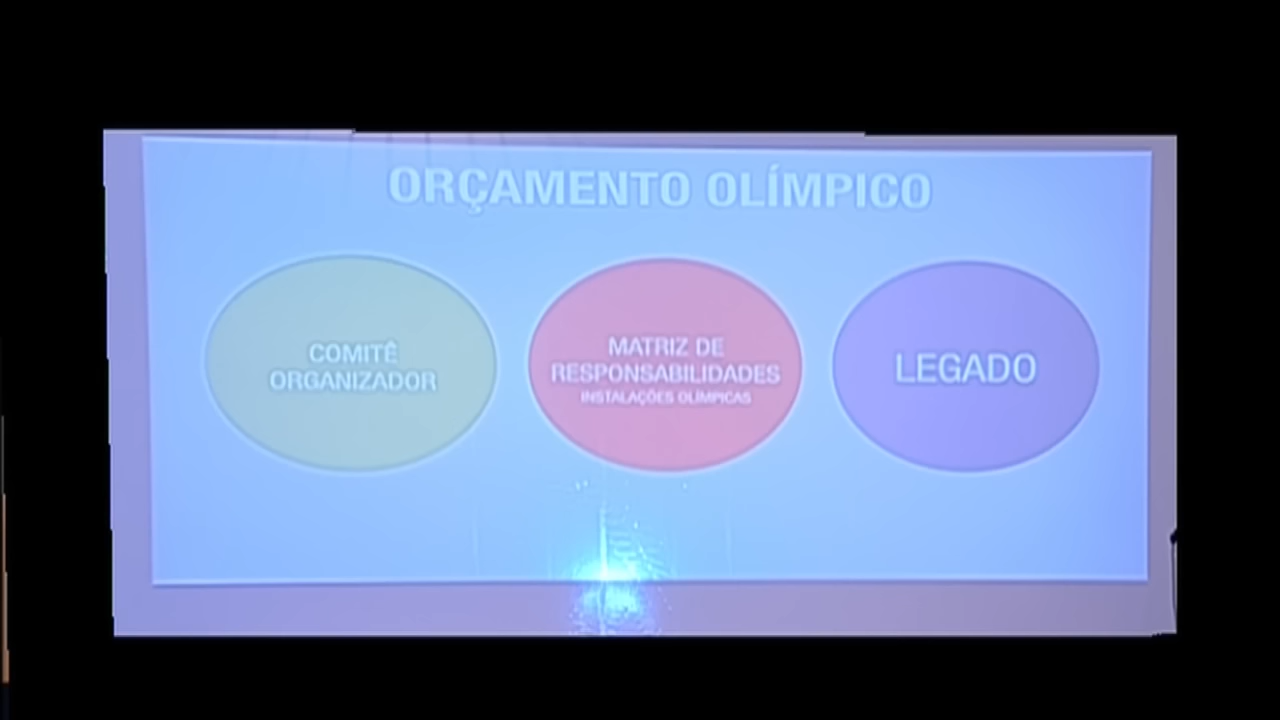 ORÇAMENTO OLÍMPICO
COMITÊ
ORGANIZADOR
MATRIZ DE
RESPONSABILIDADES
INSTALAÇÕES OLÍMPICAS
LEGADO